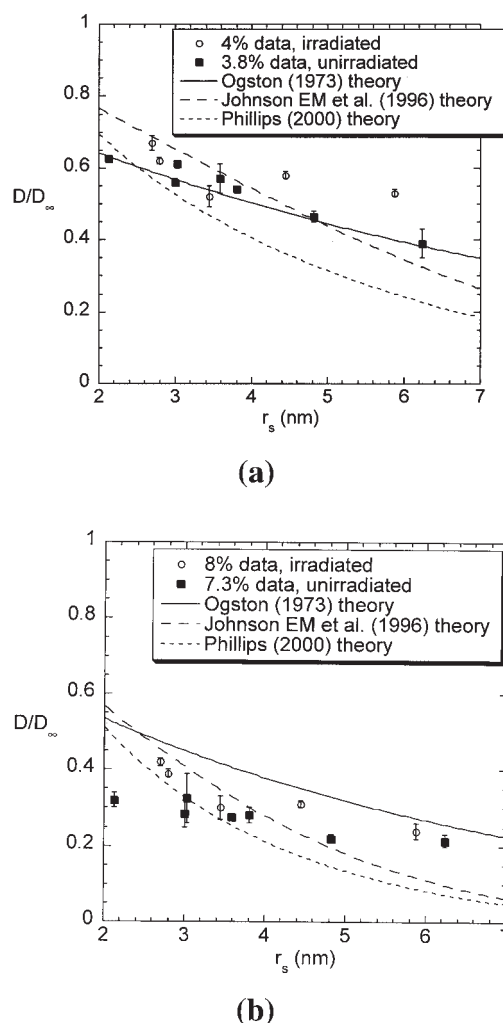 4% data, irradiated
3.8% data, unirradiated
Ogston (1973) theory
Johnson EM et al. (1996) theory
Phillips (2000) theory
1
0.8
0.6
D/D∞
0.4
0.2
0
2 3 4 5 6 7
r_s (nm)
(a)
8% data, irradiated
7.3% data, unirradiated
Ogston (1973) theory
Johnson EM et al. (1996) theory
Phillips (2000) theory
1
0.8
0.6
D/D∞
0.4
0.2
0
2 3 4 5 6
r_s (nm)
(b)